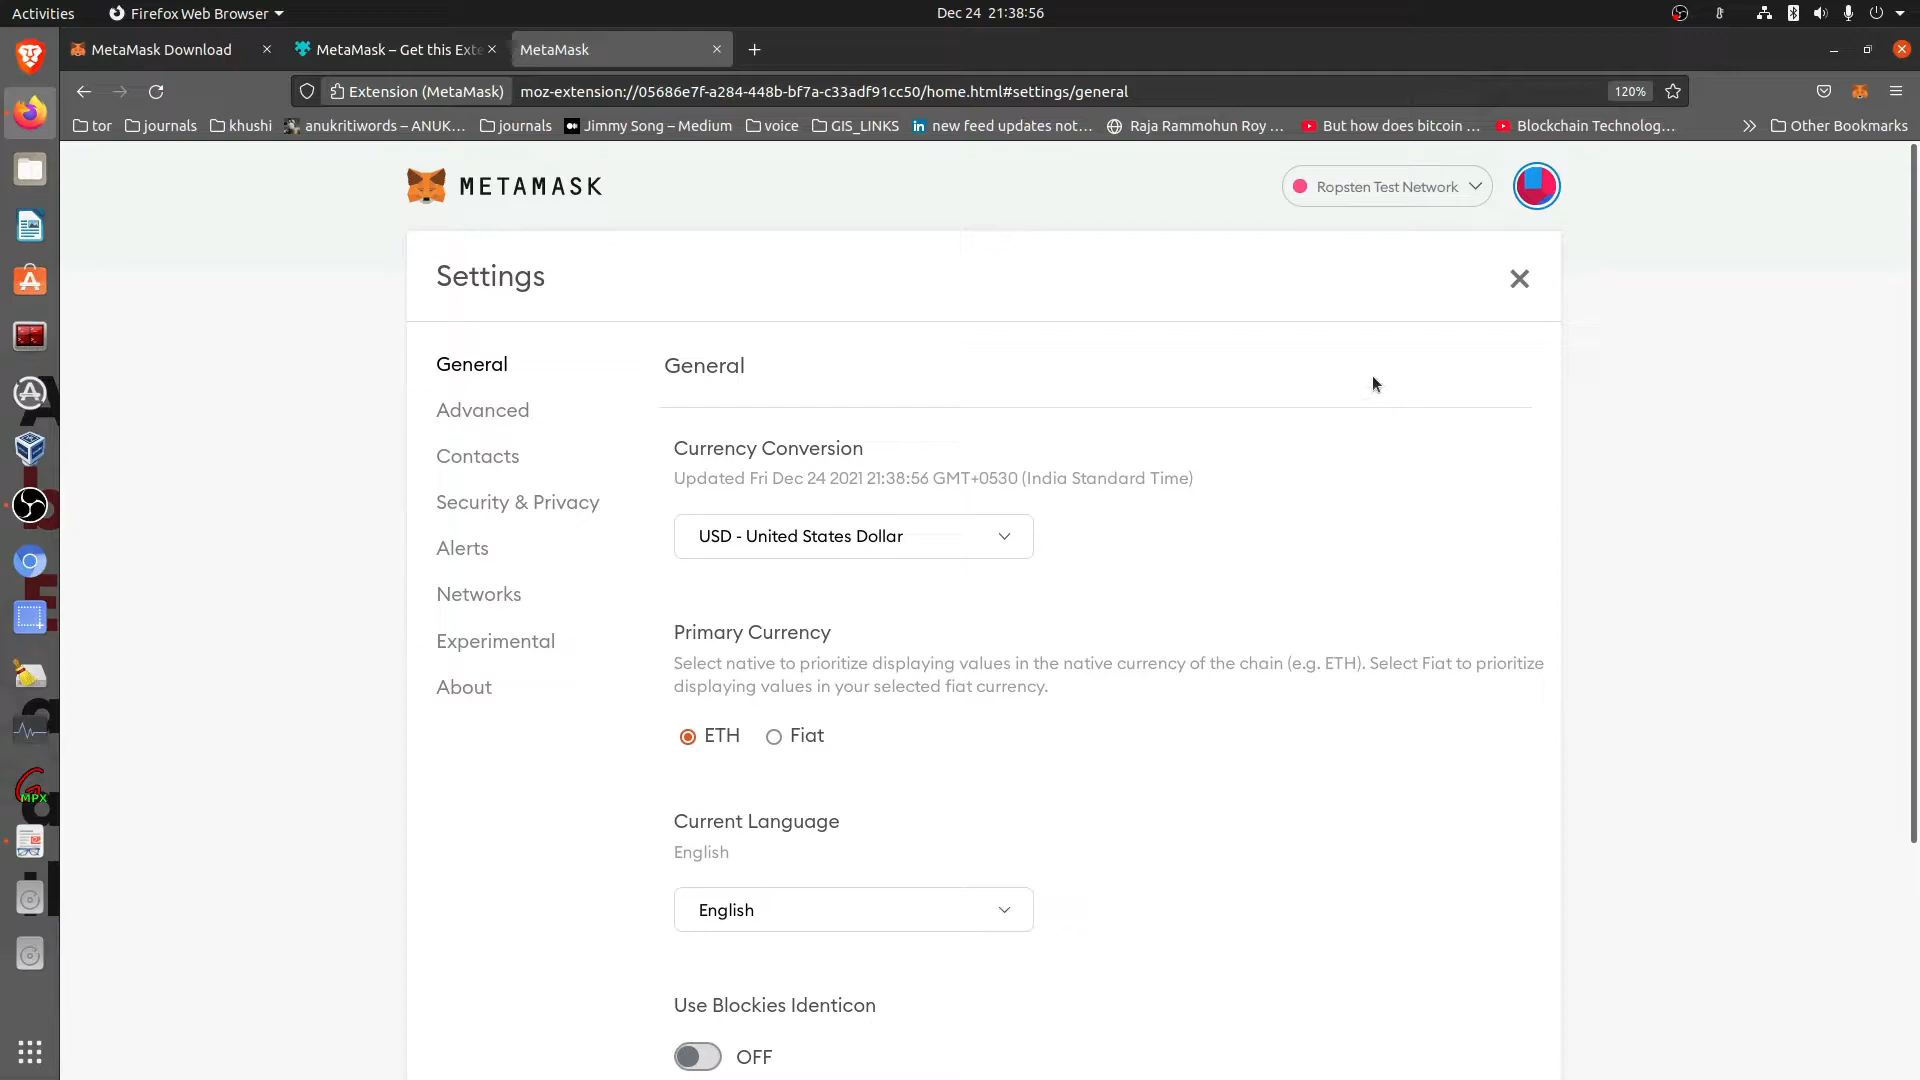 Activities
Firefox Web Browser
Dec 24 21:38:56
MetaMask Download
MetaMask – Get this Exte
MetaMask
Extension (MetaMask)
moz-extension://05686e7f-a284-448b-bf7a-c33adf91cc50/home.html#settings/general
120%
tor
journals
khushi
anukritiwords – ANUK...
journals
Jimmy Song – Medium
voice
GIS_LINKS
new feed updates not...
Raja Rammohun Roy ...
But how does bitcoin ...
Blockchain Technolog...
Other Bookmarks
METAMASK
Ropsten Test Network
Settings
General
Advanced
Contacts
Security & Privacy
Alerts
Networks
Experimental
About
General
Currency Conversion
Updated Fri Dec 24 2021 21:38:56 GMT+0530 (India Standard Time)
USD - United States Dollar
Primary Currency
Select native to prioritize displaying values in the native currency of the chain (e.g. ETH). Select Fiat to prioritize
displaying values in your selected fiat currency.
ETH
Fiat
Current Language
English
English
Use Blockies Identicon
OFF
MPX